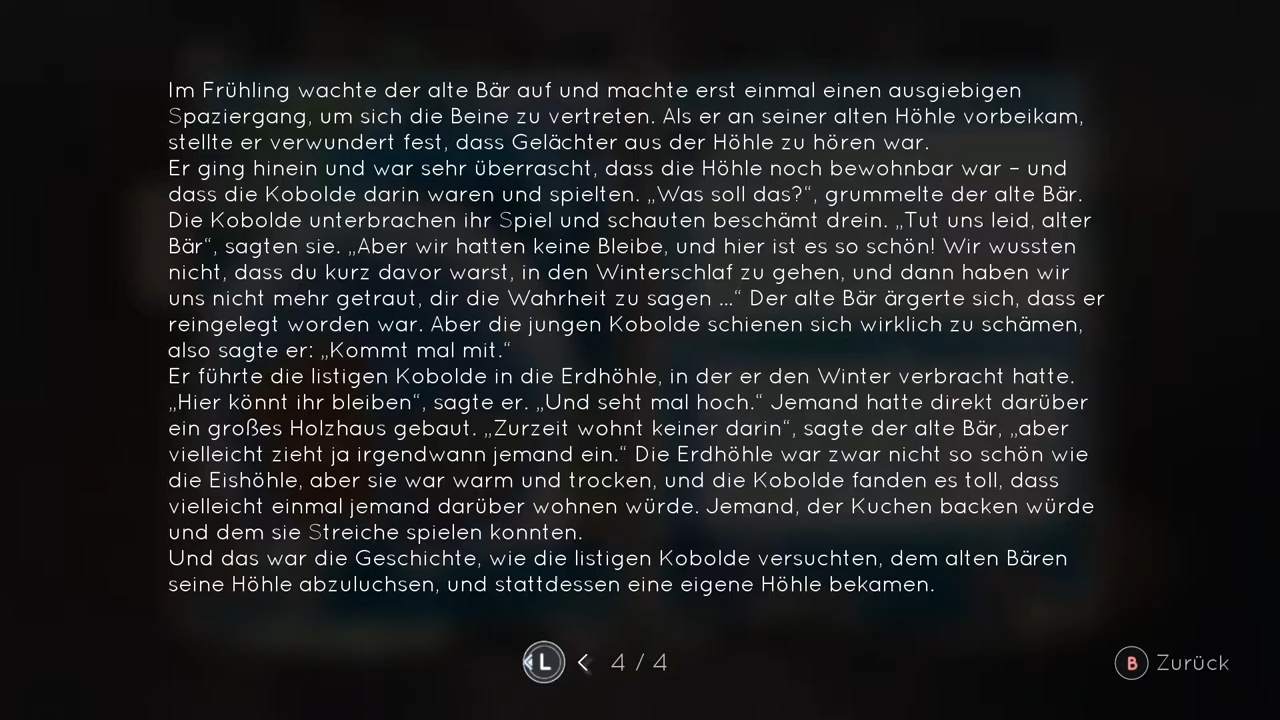 Im Frühling wachte der alte Bär auf und machte erst einmal einen ausgiebigen
Spaziergang, um sich die Beine zu vertreten. Als er an seiner alten Höhle vorbeikam,
stellte er verwundert fest, dass Gelächter aus der Höhle zu hören war.
Er ging hinein und war sehr überrascht, dass die Höhle noch bewohnbar war – und
dass die Kobolde darin waren und spielten. „Was soll das?“, grummelte der alte Bär.
Die Kobolde unterbrachen ihr Spiel und schauten beschämt drein. „Tut uns leid, alter
Bär“, sagten sie. „Aber wir hatten keine Bleibe, und hier ist es so schön! Wir wussten
nicht, dass du kurz davor warst, in den Winterschlaf zu gehen, und dann haben wir
uns nicht mehr getraut, dir die Wahrheit zu sagen ...“ Der alte Bär ärgerte sich, dass er
reingelegt worden war. Aber die jungen Kobolde schienen sich wirklich zu schämen,
also sagte er: „Kommt mal mit.“
Er führte die listigen Kobolde in die Erdhöhle, in der er den Winter verbracht hatte.
„Hier könnt ihr bleiben“, sagte er. „Und seht mal hoch.“ Jemand hatte direkt darüber
ein großes Holzhaus gebaut. „Zurzeit wohnt keiner darin“, sagte der alte Bär, „aber
vielleicht zieht ja irgendwann jemand ein.“ Die Erdhöhle war zwar nicht so schön wie
die Eishöhle, aber sie war warm und trocken, und die Kobolde fanden es toll, dass
vielleicht einmal jemand darüber wohnen würde. Jemand, der Kuchen backen würde
und dem sie Streiche spielen konnten.
Und das war die Geschichte, wie die listigen Kobolde versuchten, dem alten Bären
seine Höhle abzuluchsen, und stattdessen eine eigene Höhle bekamen.
L < 4 / 4
B Zurück